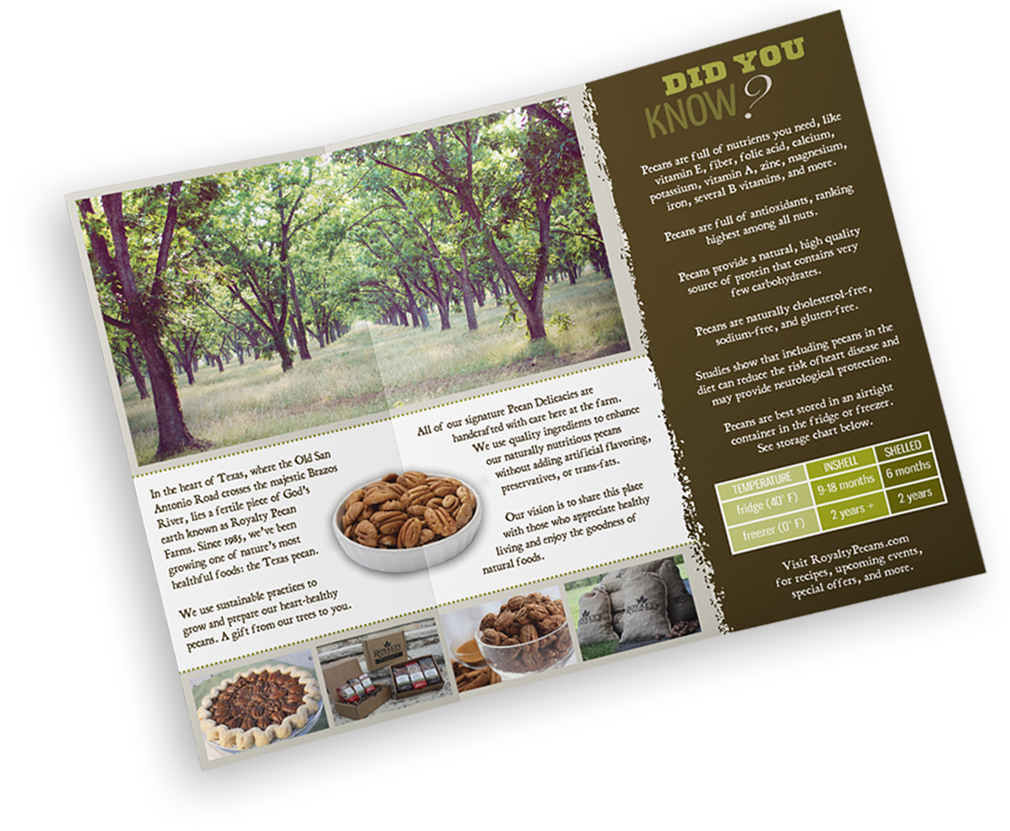 In the heart of Texas, where the Old San
Antonio Road crosses the majestic Brazos
River, lies a fertile piece of God's
earth known as Royalty Pecan
Farms. Since 1985, we've been
growing one of nature's most
healthful foods: the Texas pecan.
We use sustainable practices to
grow and prepare our heart-healthy
pecans. A gift from our trees to you.
All of our signature Pecan Delicacies are
handcrafted with care here at the farm.
We use quality ingredients to enhance
our naturally nutritious pecans
without adding artificial flavoring,
preservatives, or trans-fats.
Our vision to share this place
with those who appreciate healthy
living and enjoy the goodness of
natural foods.
ROYALTY
DID YOU
KNOW?
Pecans are full of nutrients you need, like
vitamin E, fiber, folic acid, calcium,
potassium, vitamin A, zinc, magnesium,
iron, several B vitamins, and more.
Pecans are full of antioxidants, ranking
highest among all nuts.
Pecans provide a natural, high quality
source of protein that contains very
few carbohydrates.
Pecans are naturally cholesterol-free,
sodium-free, and gluten-free.
Studies show that including pecans in the
diet can reduce the risk of heart disease and
may provide neurological protection.
Pecans are best stored in an airtight
container in the fridge or freezer.
See storage chart below.
TEMPERATURE INSHELL SHELLED
fridge (40° F) 9-18 months 6 months
freezer (0° F) 2 years + 2 years
Visit RoyaltyPecans.com
for recipes, upcoming events,
special offers, and more.